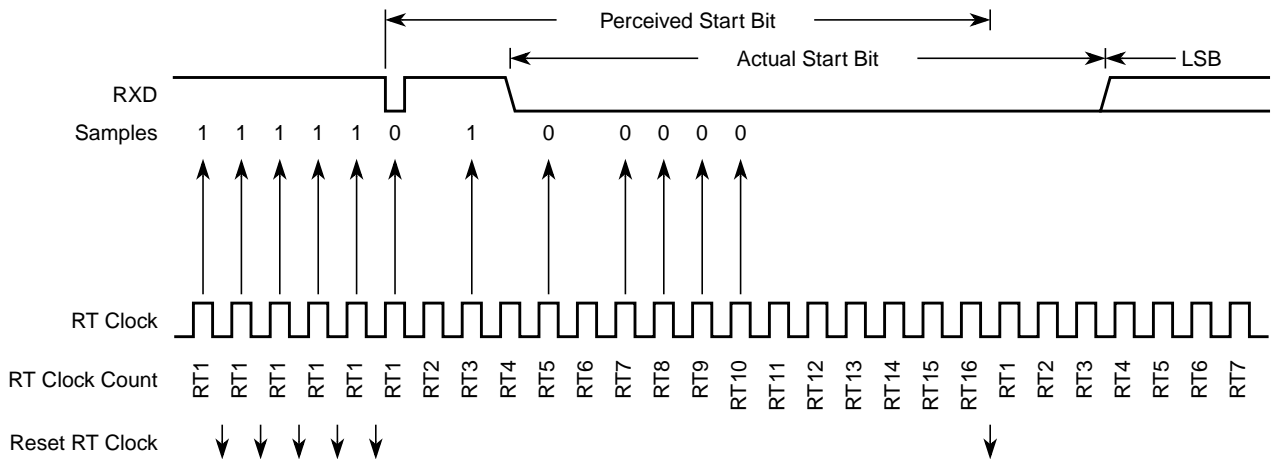 Perceived Start Bit
Actual Start Bit LSB
RXD
Samples 1 1 1 1 1 0 1 0 0 0 0 0
RT Clock
RT Clock Count RT1 RT1 RT1 RT1 RT1 RT1 RT2 RT3 RT4 RT5 RT6 RT7 RT8 RT9 RT10 RT11 RT12 RT13 RT14 RT15 RT16 RT1 RT2 RT3 RT4 RT5 RT6 RT7
Reset RT Clock